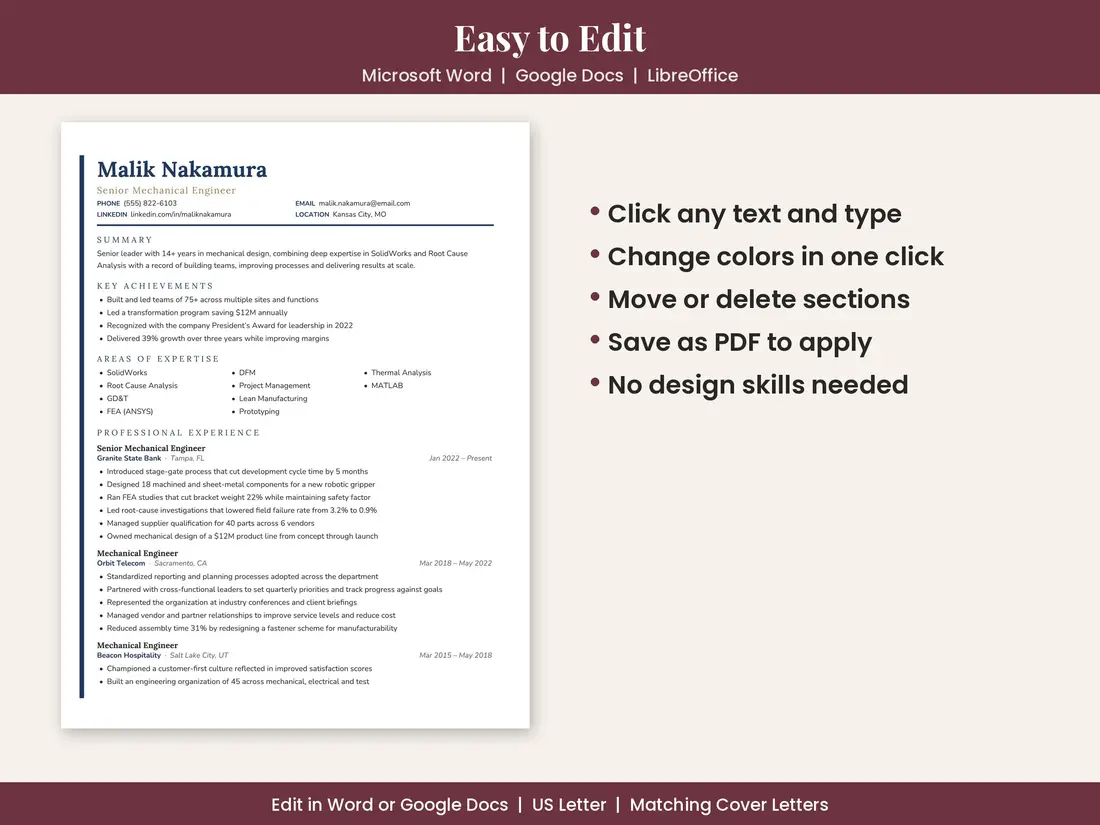 Easy to Edit
Microsoft Word | Google Docs | LibreOffice
Malik Nakamura
Senior Mechanical Engineer
PHONE (555) 822-6103 EMAIL malik.nakamura@email.com
LINKEDIN linkedin.com/in/maliknakamura LOCATION Kansas City, MO
SUMMARY
Senior leader with 14+ years in mechanical design, combining deep expertise in SolidWorks and Root Cause
Analysis with a record of building teams, improving processes and delivering results at scale.
KEY ACHIEVEMENTS
• Built and led teams of 75+ across multiple sites and functions
• Led a transformation program saving $12M annually
• Recognized with the company President's Award for leadership in 2022
• Delivered 39% growth over three years while improving margins
AREAS OF EXPERTISE
• SolidWorks • DFM • Thermal Analysis
• Root Cause Analysis • Project Management • MATLAB
• GD&T • Lean Manufacturing
• FEA (ANSYS) • Prototyping
PROFESSIONAL EXPERIENCE
Senior Mechanical Engineer
Granite State Bank · Tampa, FL Jan 2022 – Present
• Introduced stage-gate process that cut development cycle time by 5 months
• Designed 18 machined and sheet-metal components for a new robotic gripper
• Ran FEA studies that cut bracket weight 22% while maintaining safety factor
• Led root-cause investigations that lowered field failure rate from 3.2% to 0.9%
• Managed supplier qualification for 40 parts across 6 vendors
• Owned mechanical design of a $12M product line from concept through launch
Mechanical Engineer
Orbit Telecom · Sacramento, CA Mar 2018 – May 2022
• Standardized reporting and planning processes adopted across the department
• Partnered with cross-functional leaders to set quarterly priorities and track progress against goals
• Represented the organization at industry conferences and client briefings
• Managed vendor and partner relationships to improve service levels and reduce cost
• Reduced assembly time 31% by redesigning a fastener scheme for manufacturability
Mechanical Engineer
Beacon Hospitality · Salt Lake City, UT Mar 2015 – May 2018
• Championed a customer-first culture reflected in improved satisfaction scores
• Built an engineering organization of 45 across mechanical, electrical and test
• Click any text and type
• Change colors in one click
• Move or delete sections
• Save as PDF to apply
• No design skills needed
Edit in Word or Google Docs | US Letter | Matching Cover Letters